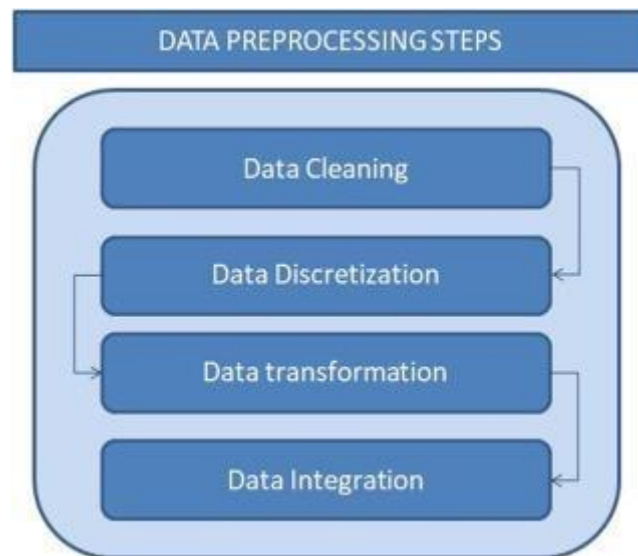 DATA PREPROCESSING STEPS
Data Cleaning
Data Discretization
Data transformation
Data Integration